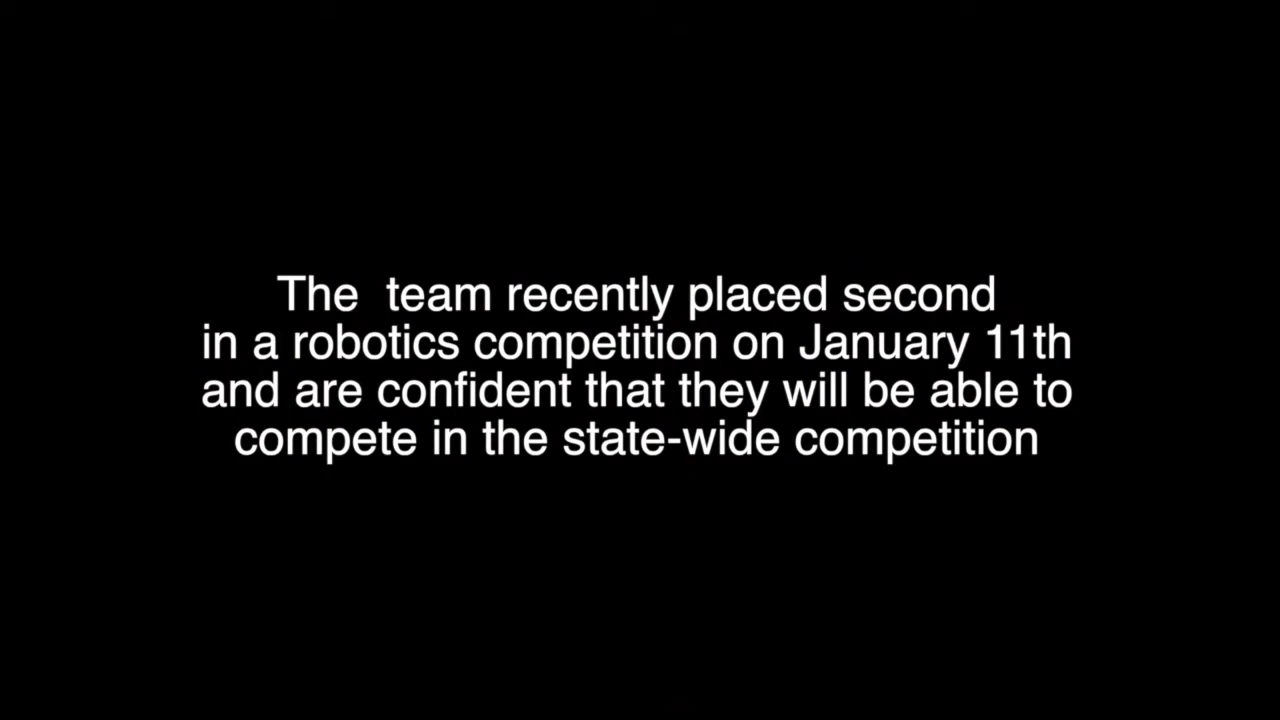 The  team recently placed second
in a robotics competition on January 11th
and are confident that they will be able to
compete in the state-wide competition